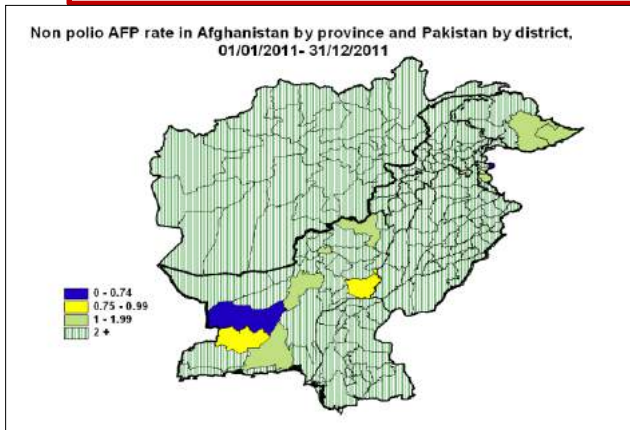 Non polio AFP rate in Afghanistan by province and Pakistan by district,
01/01/2011- 31/12/2011
0 - 0.74
0.75 - 0.99
1 - 1.99
2 +